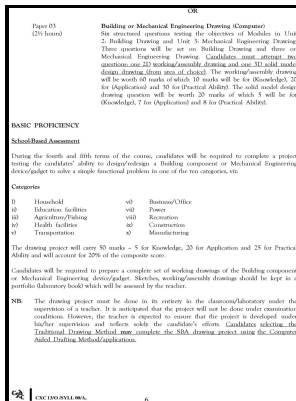 OR
Paper 03 Building or Mechanical Engineering Drawing (Computer)
(2½ hours) Six structured questions testing the objectives of Modules in Unit
2: Building Drawing and Unit 3: Mechanical Engineering Drawing.
Three questions will be set on Building Drawing and three on
Mechanical Engineering Drawing. Candidates must attempt two
questions: one 2D working/assembly drawing and one 3D solid model
design drawing (from area of choice). The working/assembly drawing
will be worth 60 marks of which 10 marks will be for (Knowledge), 20
for (Application) and 30 for (Practical Ability). The solid model design
drawing question will be worth 20 marks of which 5 will be for
(Knowledge), 7 for (Application) and 8 for (Practical Ability).
BASIC PROFICIENCY
School-Based Assessment
During the fourth and fifth terms of the course, candidates will be required to complete a project
testing the candidates' ability to design/redesign a Building component or Mechanical Engineering
device/gadget to solve a simple functional problem in one of the ten categories, viz:
Categories
i) Household vi) Business/Office
ii) Education facilities vii) Power
iii) Agriculture/Fishing viii) Recreation
iv) Health facilities ix) Construction
v) Transportation x) Manufacturing
The drawing project will carry 50 marks – 5 for Knowledge, 20 for Application and 25 for Practical
Ability and will account for 20% of the composite score.
Candidates will be required to prepare a complete set of working drawings of the Building component
or Mechanical Engineering device/gadget. Sketches, working/assembly drawings should be kept in a
portfolio (laboratory book) which will be assessed by the teacher.
NB: The drawing project must be done in its entirety in the classroom/laboratory under the
supervision of a teacher. It is anticipated that the project will not be done under examination
conditions. However, the teacher is expected to ensure that the project is developed under
his/her supervision and reflects solely the candidate's efforts. Candidates selecting the
Traditional Drawing Method may complete the SBA drawing project using the Computer-
Aided Drafting Method/applications.
CXC 13/O/SYLL 08/A. 6